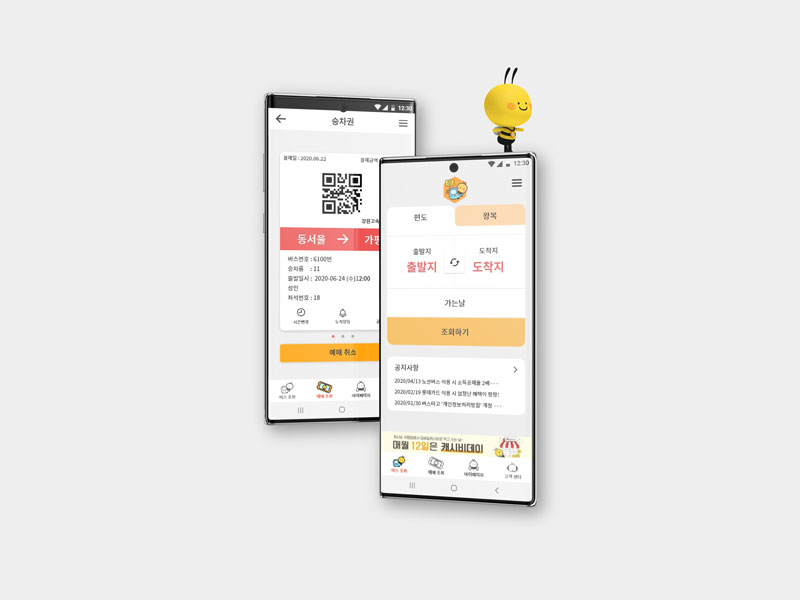 12:30
승차권
결제일 : 2020.06.22
결제금액
강원고속
동서울 → 가평
버스번호 : 6100번
승차홈 : 11
출발일시 : 2020-06-24 (수)12:00
성인
좌석번호 : 18
시간변경
도착알림
예매 취소
버스 조회
예매 조회
마이페이지
12:30
편도
왕복
출발지
도착지
출발지
도착지
가는날
조회하기
공지사항
2020/04/13 노선버스 이용 시 소득공제율 2배···
2020/02/19 롯데카드 이용 시 엄청난 혜택이 팡팡!
2020/01/30 버스타고 '개인정보처리방침' 개정 ···
매월 12일은 캐시비데이
버스 조회
예매 조회
마이페이지
고객 센터